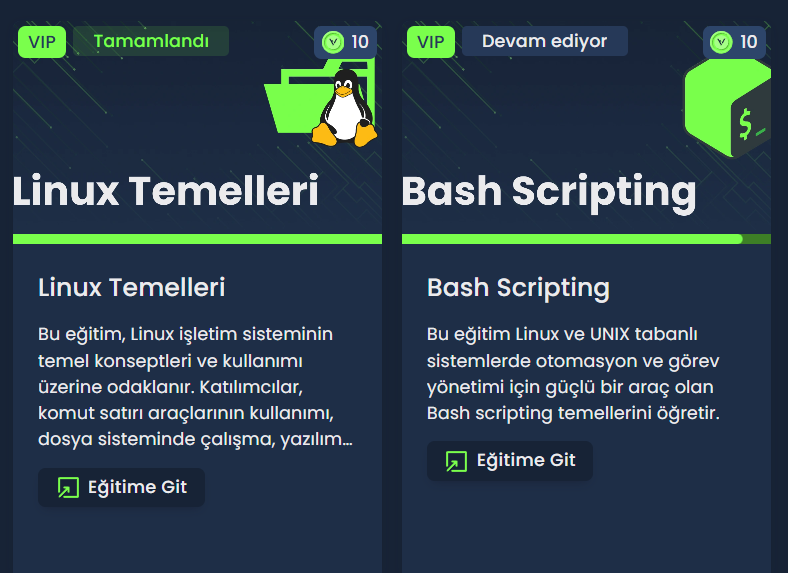 VIP
Tamamlandı
10
Linux Temelleri
Linux Temelleri
Bu eğitim, Linux işletim sisteminin
temel konseptleri ve kullanımı
üzerine odaklanır. Katılımcılar,
komut satırı araçlarının kullanımı,
dosya sisteminde çalışma, yazılım...
Eğitime Git
VIP
Devam ediyor
10
$_
Bash Scripting
Bash Scripting
Bu eğitim Linux ve UNIX tabanlı
sistemlerde otomasyon ve görev
yönetimi için güçlü bir araç olan
Bash scripting temellerini öğretir.
Eğitime Git